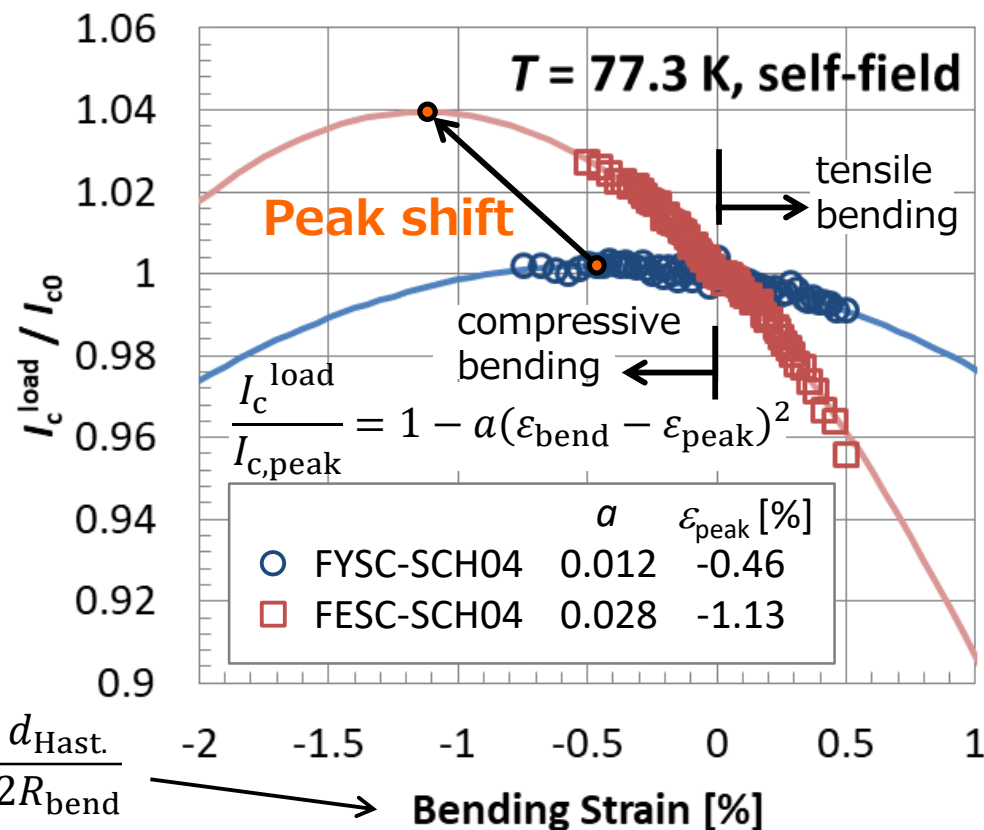 1.06
1.04
1.02
1
0.98
0.96
0.94
0.92
0.9
I_c^load / I_c0
T = 77.3 K, self-field
tensile
bending
Peak shift
compressive
bending
I_c^load / I_c,peak = 1 − a(ε_bend − ε_peak)^2
a ε_peak [%]
FYSC-SCH04 0.012 -0.46
FESC-SCH04 0.028 -1.13
-2 -1.5 -1 -0.5 0 0.5 1
d_Hast. / 2R_bend
Bending Strain [%]